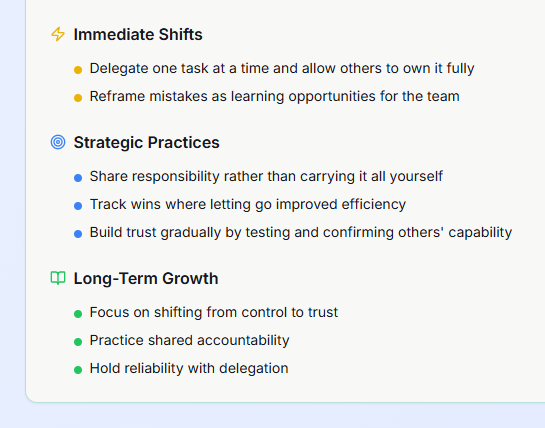 Immediate Shifts
Delegate one task at a time and allow others to own it fully
Reframe mistakes as learning opportunities for the team
Strategic Practices
Share responsibility rather than carrying it all yourself
Track wins where letting go improved efficiency
Build trust gradually by testing and confirming others' capability
Long-Term Growth
Focus on shifting from control to trust
Practice shared accountability
Hold reliability with delegation